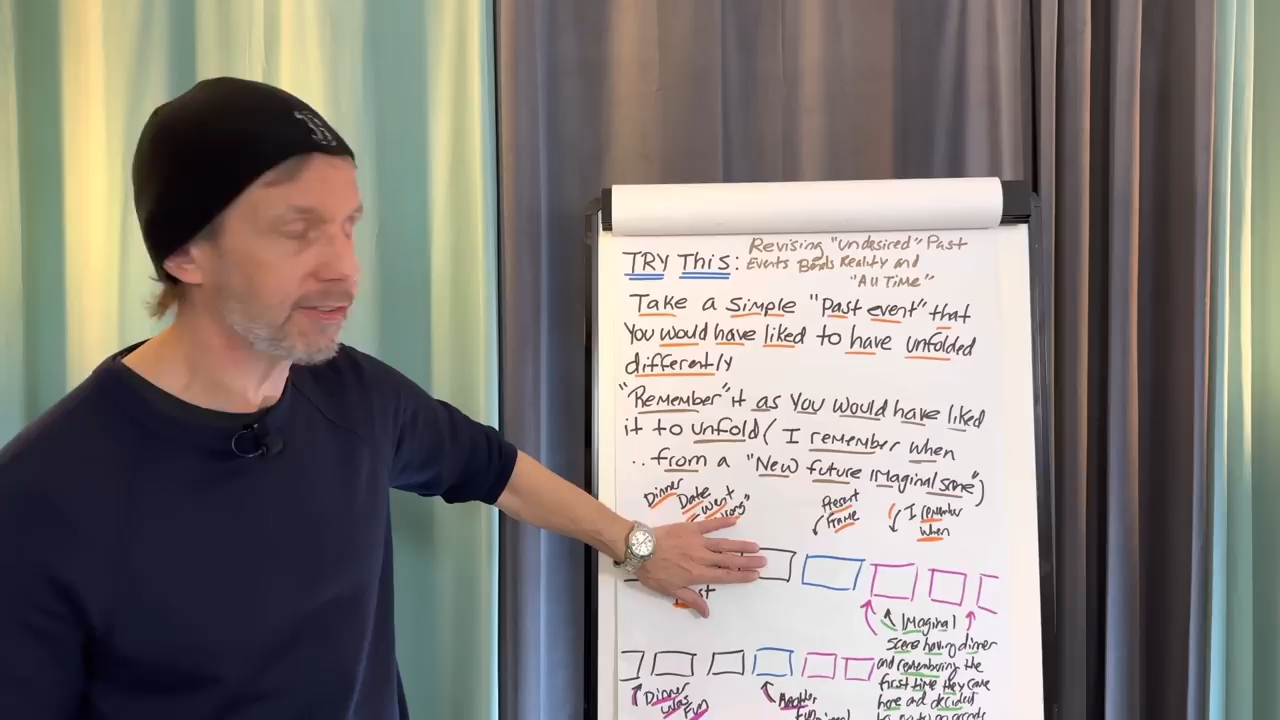 TRY This: Revising "Undesired" Past
Events Bends Reality and
"All Time"
Take a Simple "Past event" that
You would have liked to have unfolded
differently
"Remember" it as You Would have liked
it to unfold ( I remember when
.. from a "New future IMaginal scene")
Dinner
Date
Went
Present
Frame
I remember
When
IMaginal
scene having dinner
and remembering the
first time they came
here and decided
Dinner
was
Fun
B